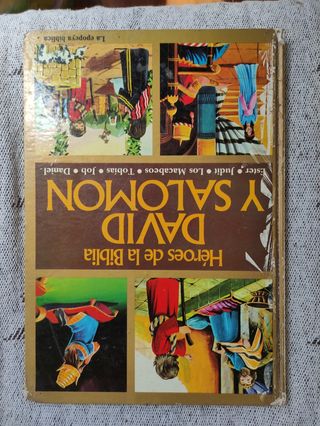 Héroes de la Biblia
DAVID
Y SALOMON
Ester • Judit • Los Macabeos • Tobías • Job • Daniel
La epopeya bíblica